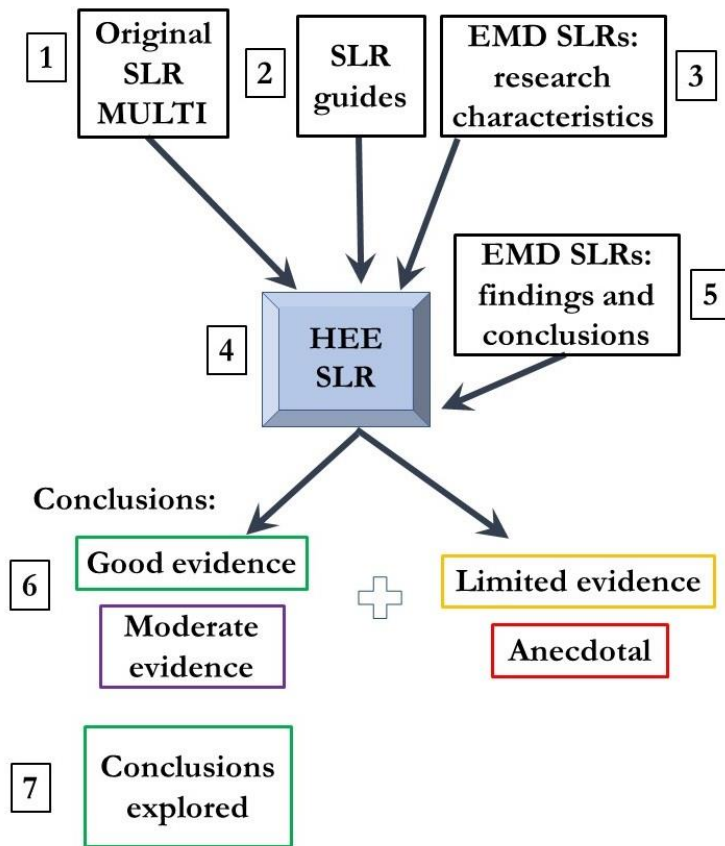 1
Original
SLR
MULTI
2
SLR
guides
EMD SLRs:
research
characteristics
3
4
HEE
SLR
EMD SLRs:
findings and
conclusions
5
Conclusions:
6
Good evidence
Moderate
evidence
Limited evidence
Anecdotal
7
Conclusions
explored